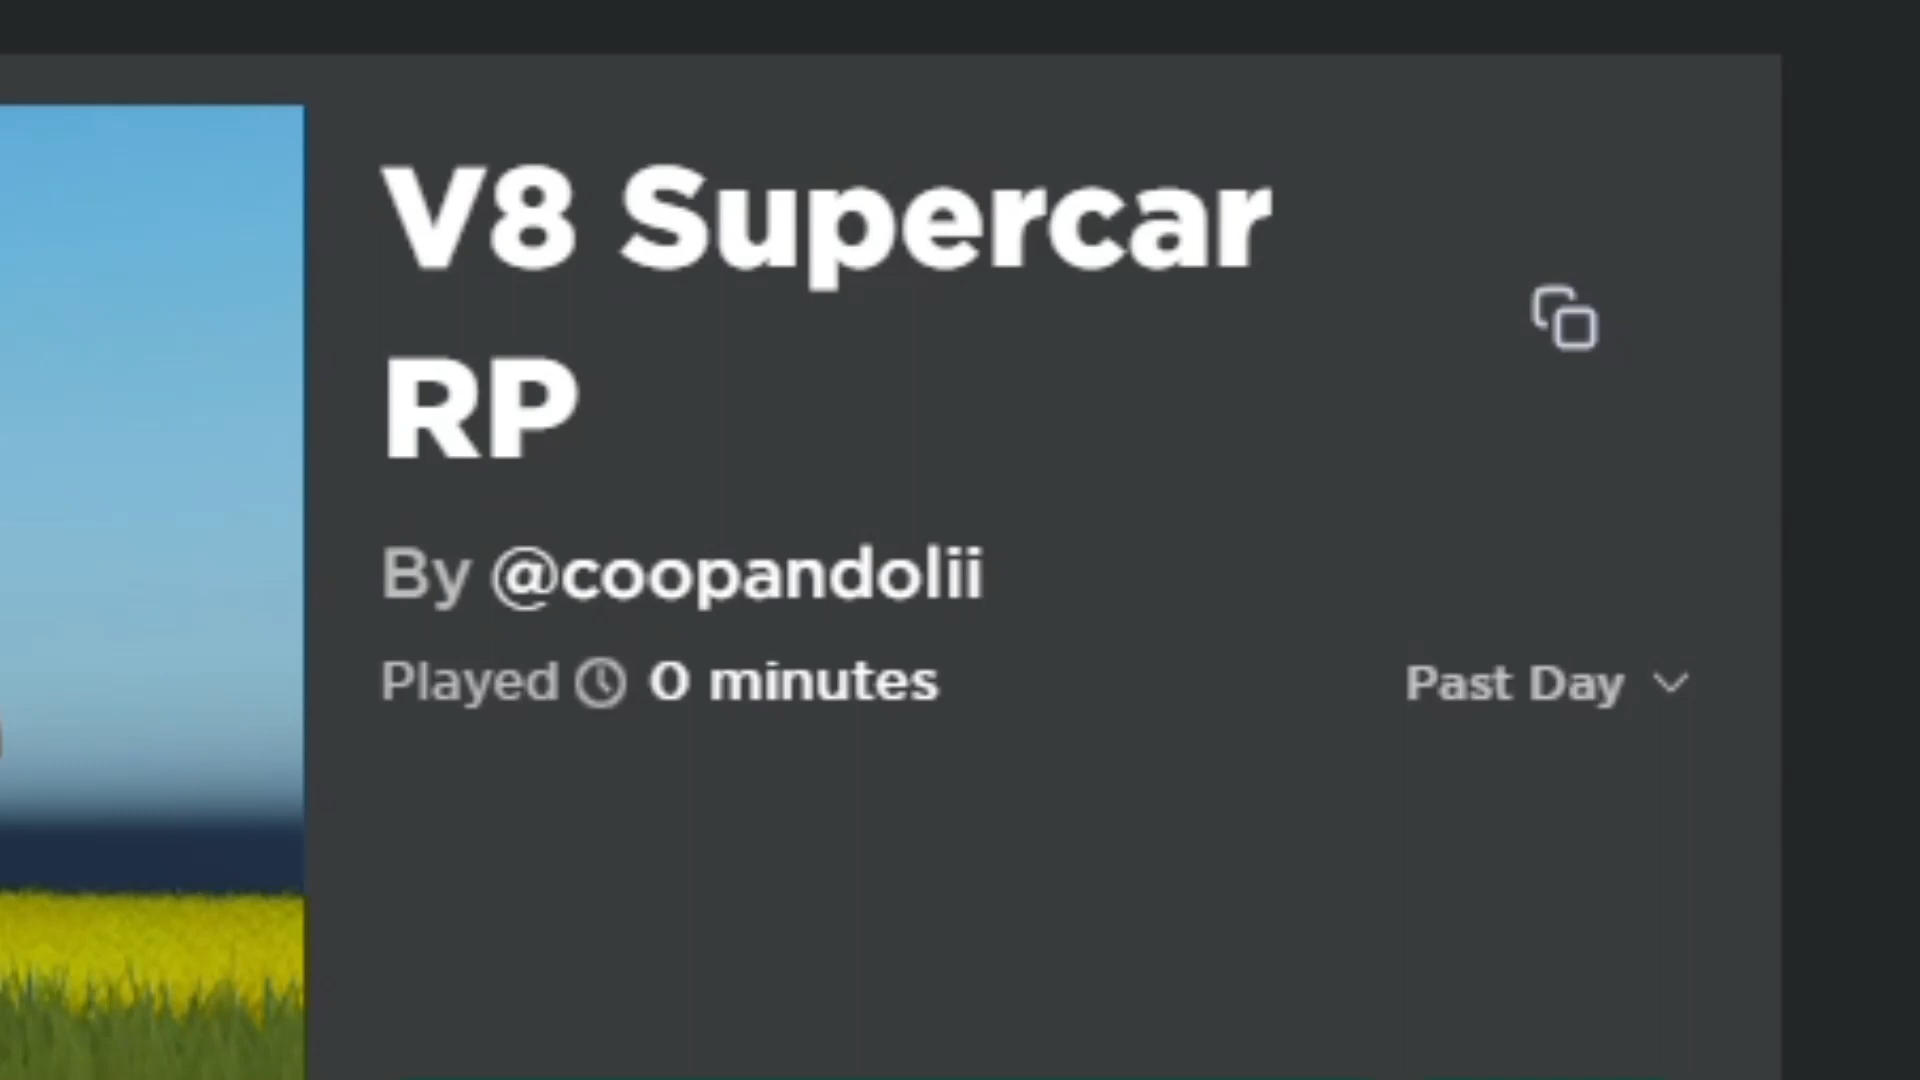 V8 Supercar
RP
By @coopandolii
Played 0 minutes
Past Day